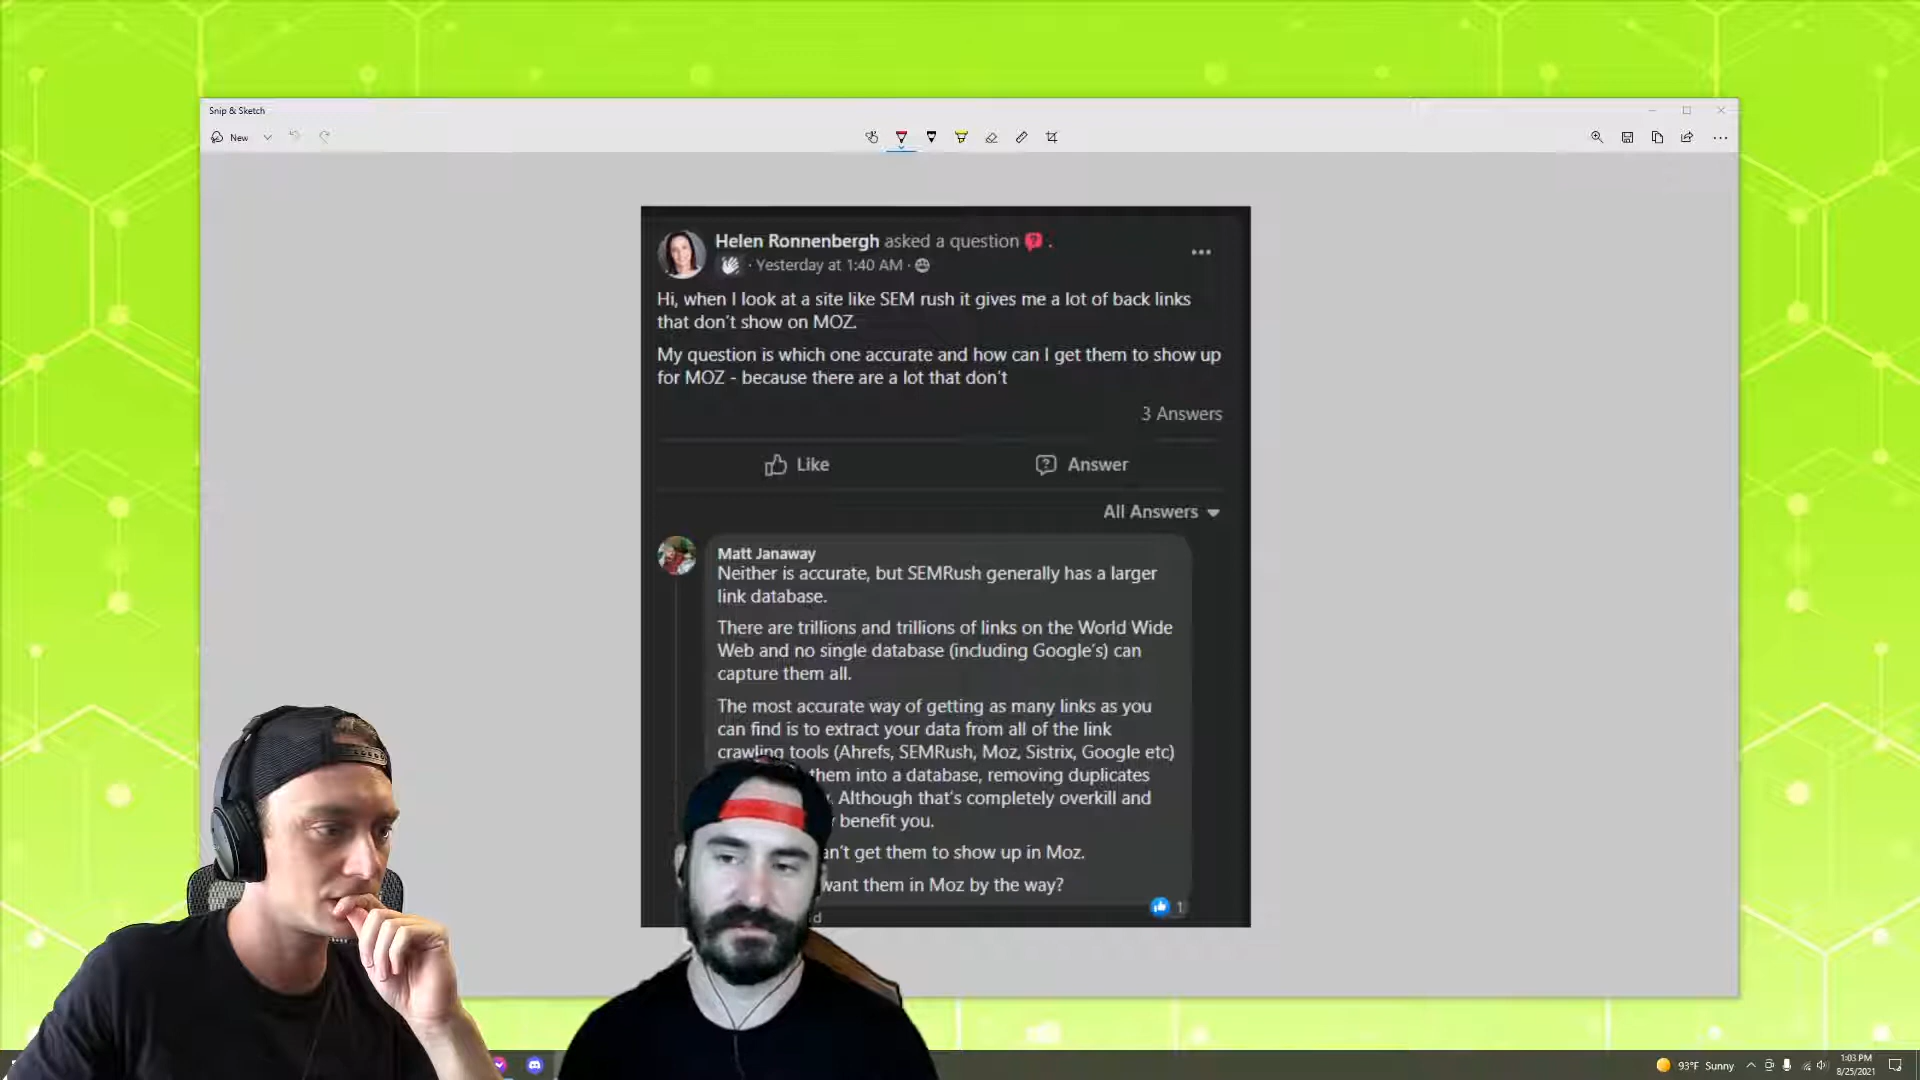 Snip & Sketch
New
Helen Ronnenbergh asked a question .
· Yesterday at 1:40 AM ·
Hi, when I look at a site like SEM rush it gives me a lot of back links
that don't show on MOZ.
My question is which one accurate and how can I get them to show up
for MOZ - because there are a lot that don't
3 Answers
Like
Answer
All Answers
Matt Janaway
Neither is accurate, but SEMRush generally has a larger
link database.
There are trillions and trillions of links on the World Wide
Web and no single database (including Google's) can
capture them all.
The most accurate way of getting as many links as you
can find is to extract your data from all of the link
crawling tools (Ahrefs, SEMRush, Moz, Sistrix, Google etc)
them into a database, removing duplicates
. Although that's completely overkill and
benefit you.
an't get them to show up in Moz.
want them in Moz by the way?
1
93°F Sunny
1:03 PM
8/25/2021